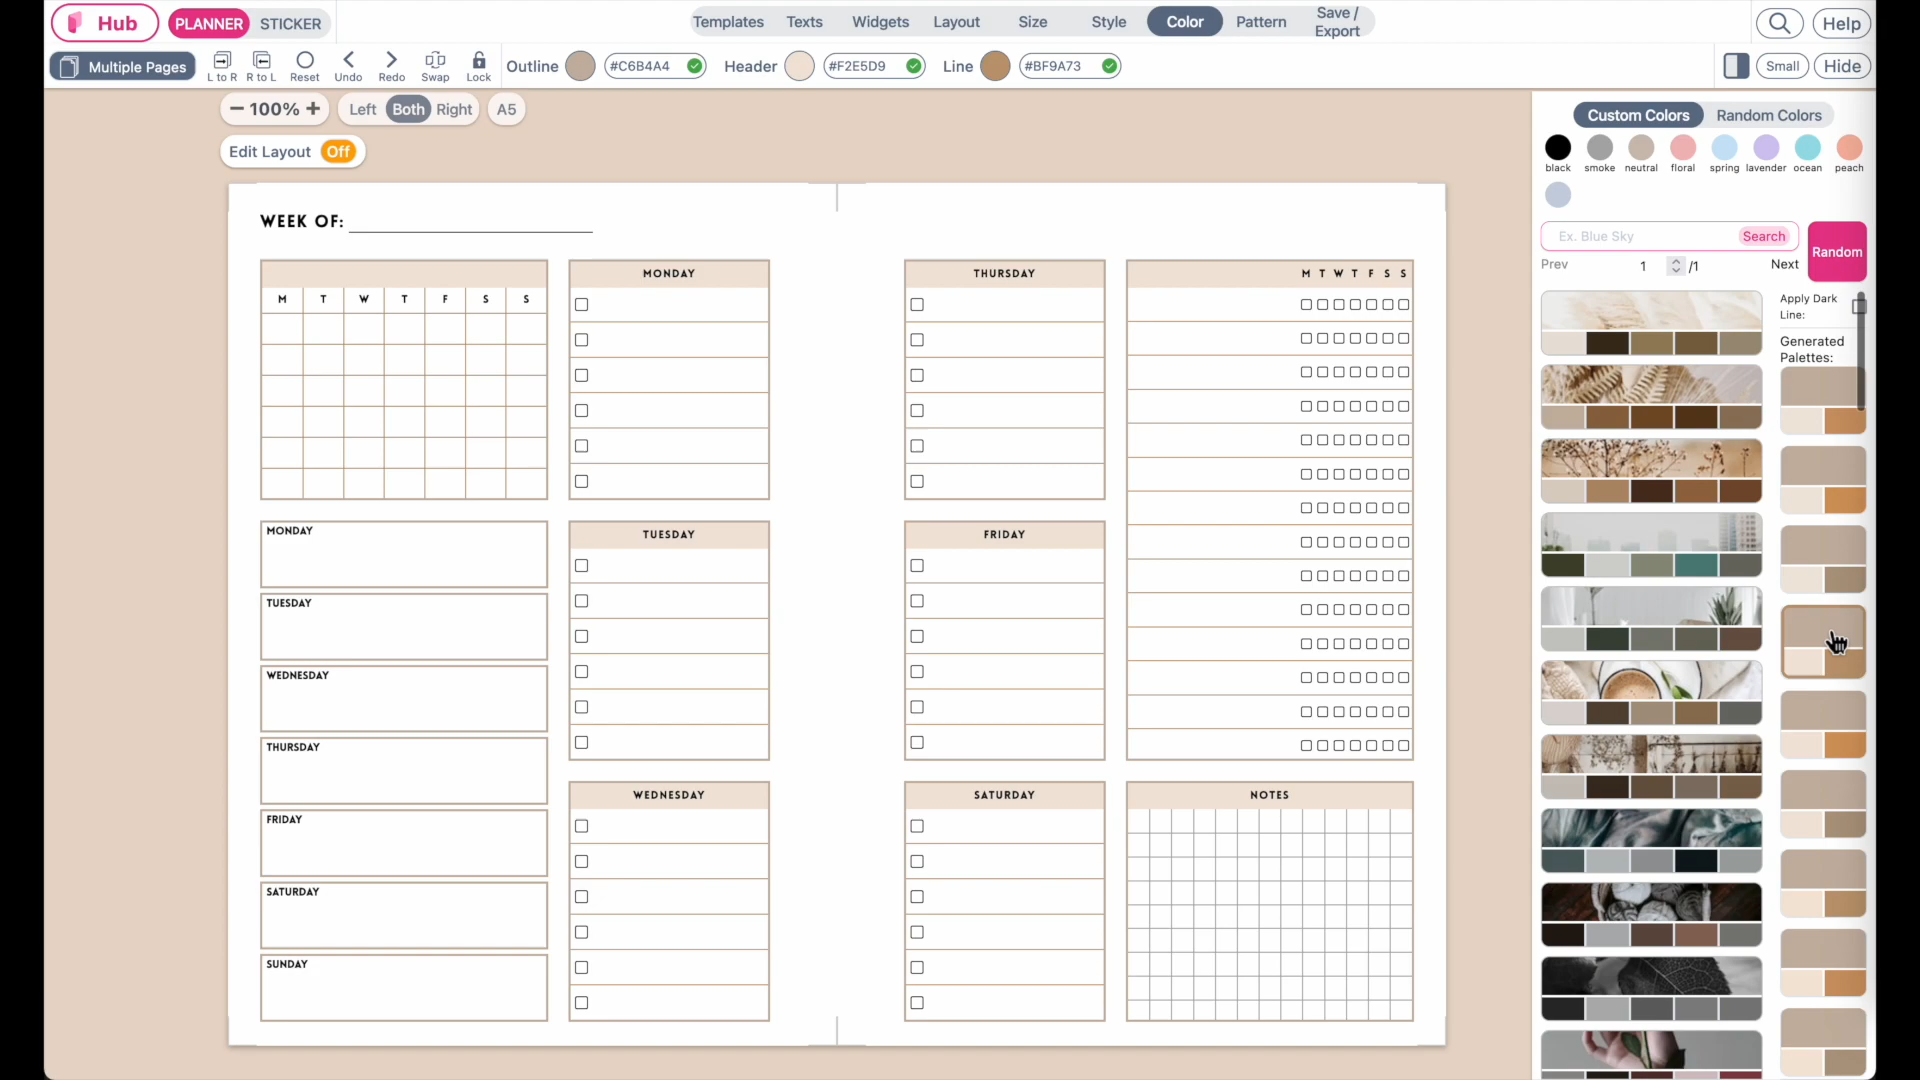 Hub
PLANNER
STICKER
Templates
Texts
Widgets
Layout
Size
Style
Color
Pattern
Save /
Export
Help
Multiple Pages
L to R
R to L
Reset
Undo
Redo
Swap
Lock
Outline
#C6B4A4
Header
#F2E5D9
Line
#BF9A73
Small
Hide
100%
Left
Both
Right
A5
Edit Layout
Off
Custom Colors
Random Colors
black
smoke
neutral
floral
spring
lavender
ocean
peach
Ex. Blue Sky
Search
Random
Prev
1
/1
Next
Apply Dark
Line:
Generated
Palettes:
WEEK OF:
M T W T F S S
MONDAY
TUESDAY
WEDNESDAY
THURSDAY
FRIDAY
SATURDAY
SUNDAY
MONDAY
TUESDAY
WEDNESDAY
THURSDAY
FRIDAY
SATURDAY
M T W T F S S
NOTES